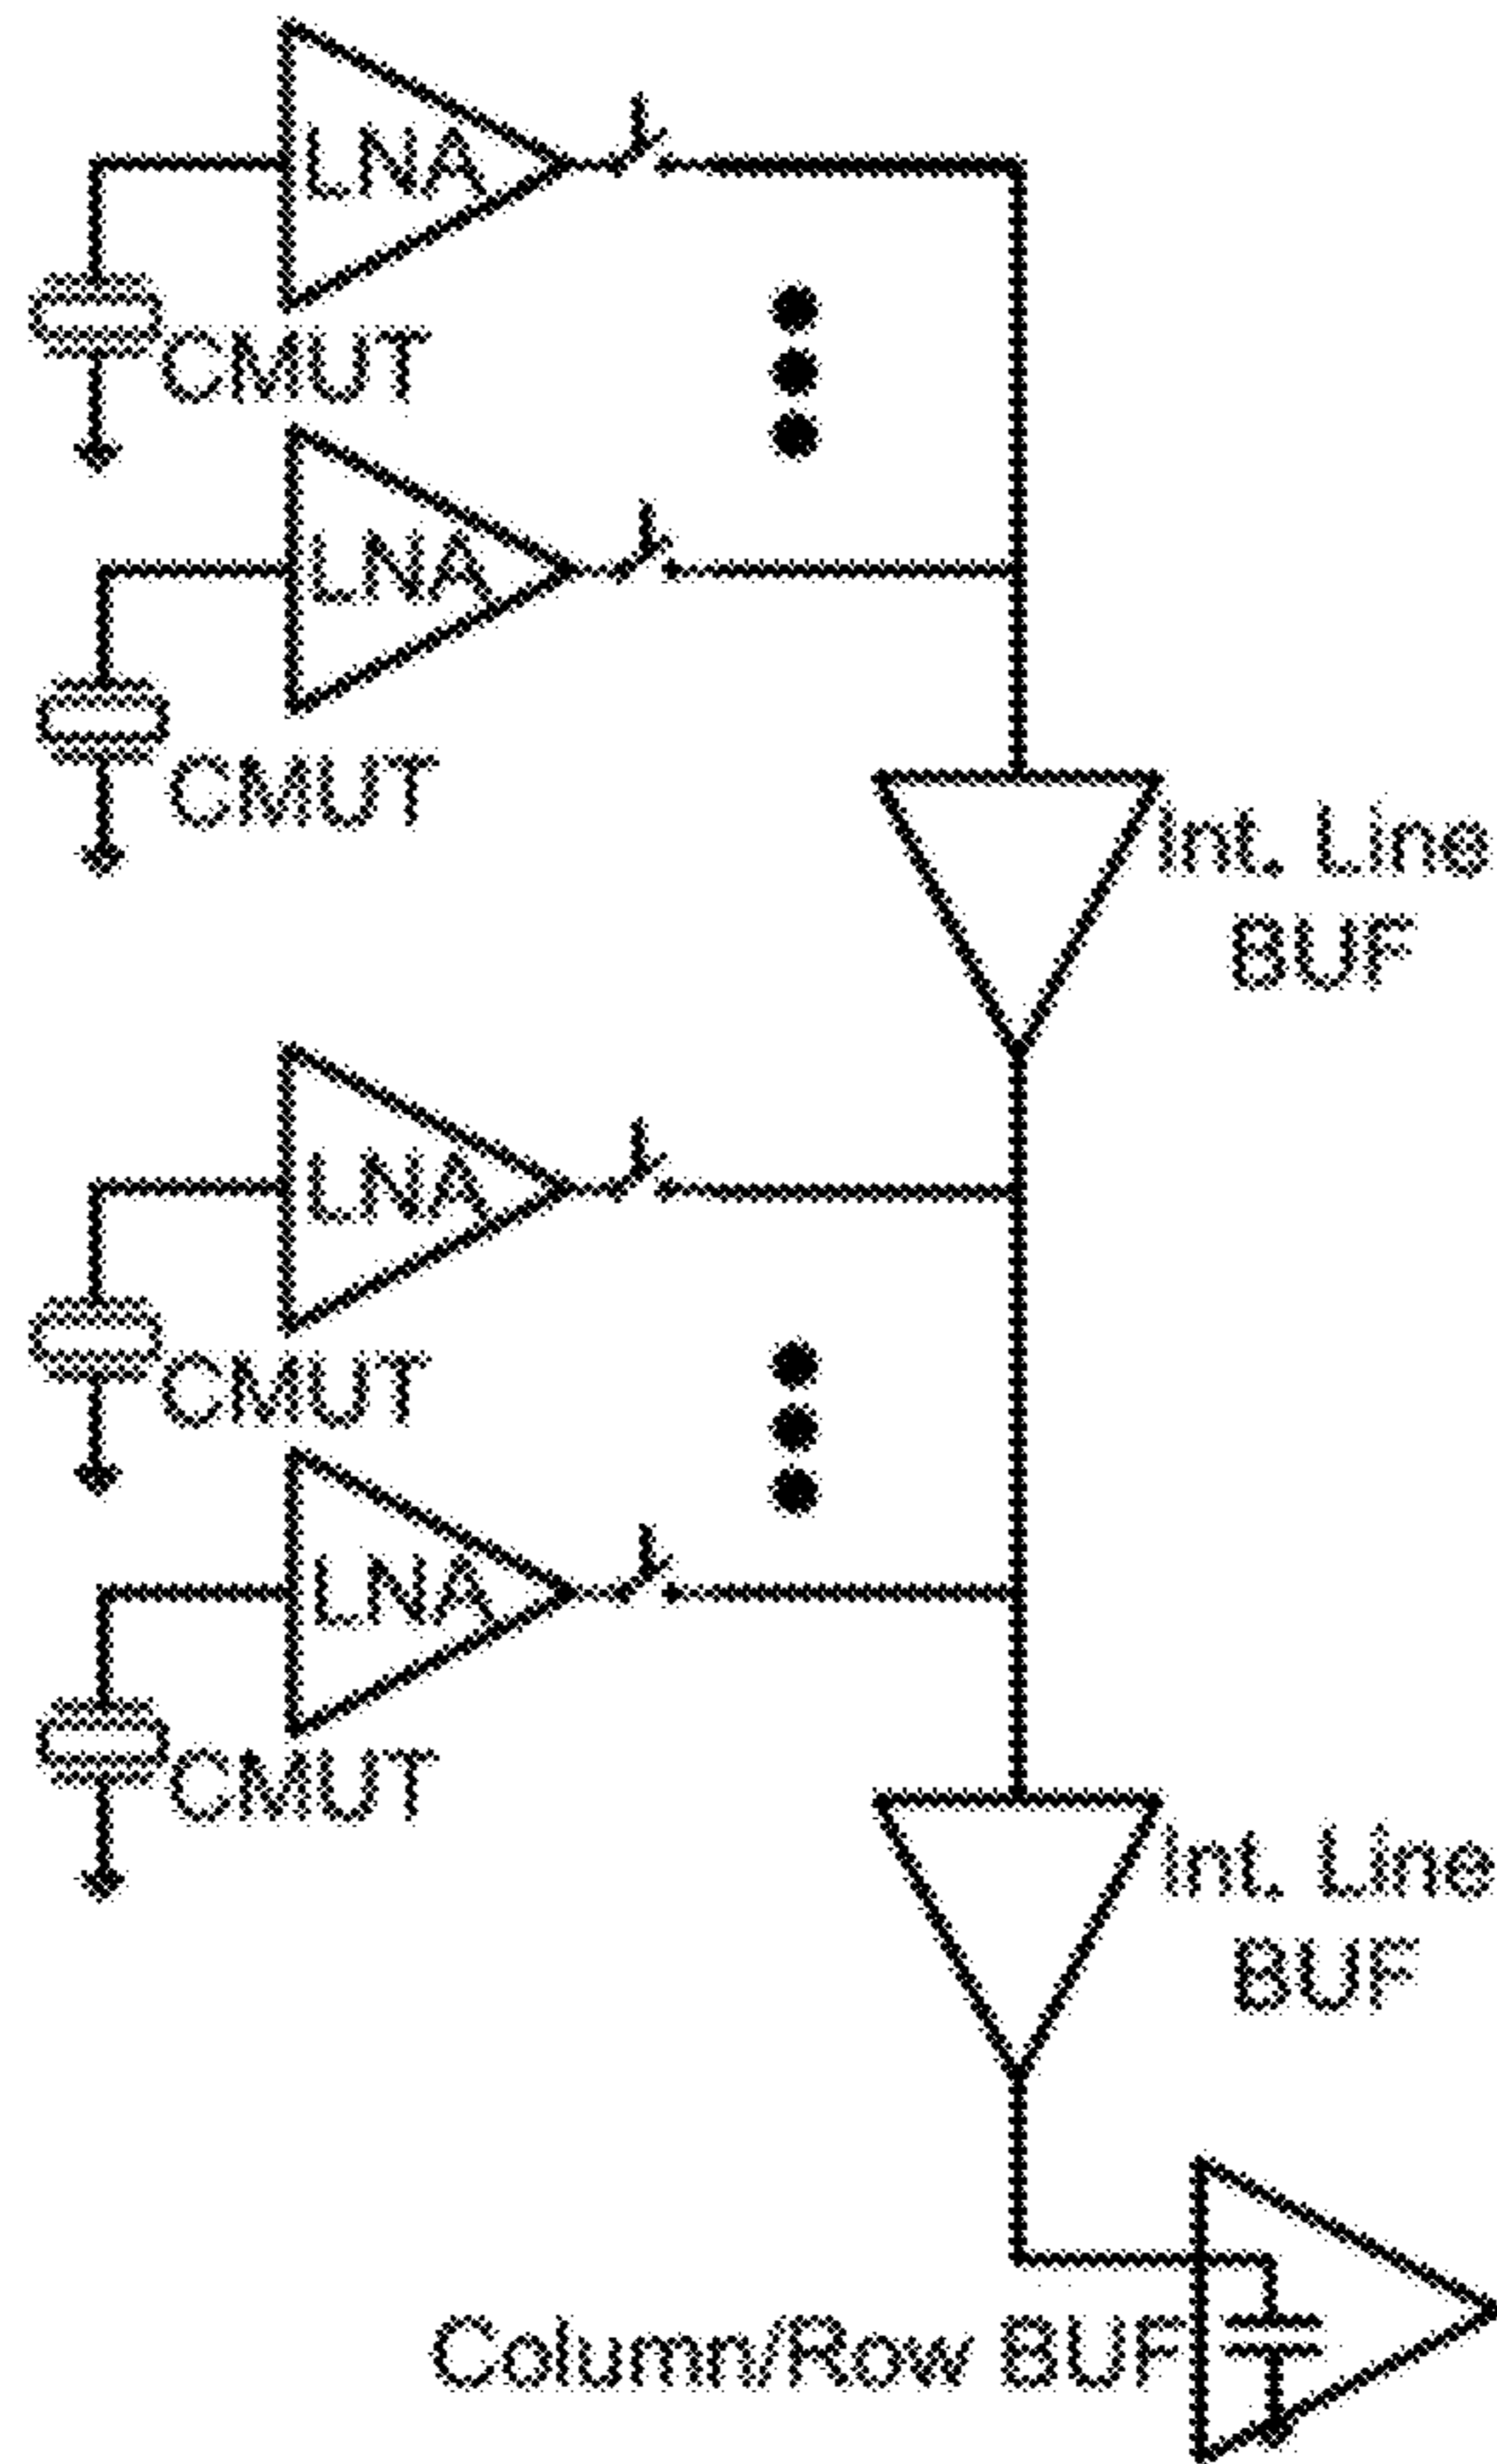 LNA
CMUT
LNA
CMUT
Int. Line
BUF
LNA
CMUT
LNA
CMUT
Int. Line
BUF
Column/Row BUF